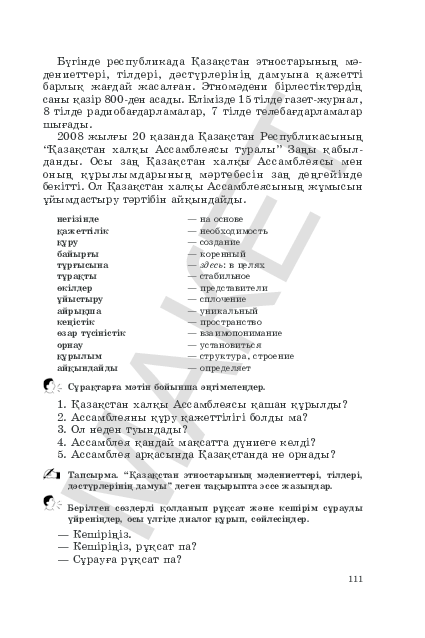 Бүгінде республикада Қазақстан этностарының мә-
дениеттері, тілдері, дәстүрлерінің дамуына қажетті
барлық жағдай жасалған. Этномәдени бірлестіктердің
саны қазір 800-ден асады. Елімізде 15 тілде газет-журнал,
8 тілде радиобағдарламалар, 7 тілде телебағдарламалар
шығады.
2008 жылғы 20 қазанда Қазақстан Республикасының
“Қазақстан халқы Ассамблеясы туралы” Заңы қабыл-
данды. Осы заң Қазақстан халқы Ассамблеясы мен
оның құрылымдарының мәртебесін заң деңгейінде
бекітті. Ол Қазақстан халқы Ассамблеясының жұмысын
ұйымдастыру тәртібін айқындайды.
негізінде — на основе
қажеттілік — необходимость
құру — создание
байырғы — коренный
тұрғысына — здесь: в целях
тұрақты — стабильное
өкілдер — представители
ұйыстыру — сплочение
айрықша — уникальный
кеңістік — пространство
өзар түсіністік — взаимопонимание
орнау — установиться
құрылым — структура, строение
айқындайды — определяет
Сұрақтарға мәтін бойынша әңгімелеңдер.
1. Қазақстан халқы Ассамблеясы қашан құрылды?
2. Ассамблеяны құру қажеттілігі болды ма?
3. Ол неден туындады?
4. Ассамблея қандай мақсатта дүниеге келді?
5. Ассамблея арқасында Қазақстанда не орнады?
Тапсырма. “Қазақстан этностарының мәдениеттері, тілдері,
дәстүрлерінің дамуы” деген тақырыпта эссе жазыңдар.
Берілген сөздерді қолданып рұқсат және кешірім сұрауды
үйреніңдер, осы үлгіде диалог құрып, сөйлесіңдер.
— Кешіріңіз.
— Кешіріңіз, рұқсат па?
— Сұрауға рұқсат па?
111
МАКЕТ